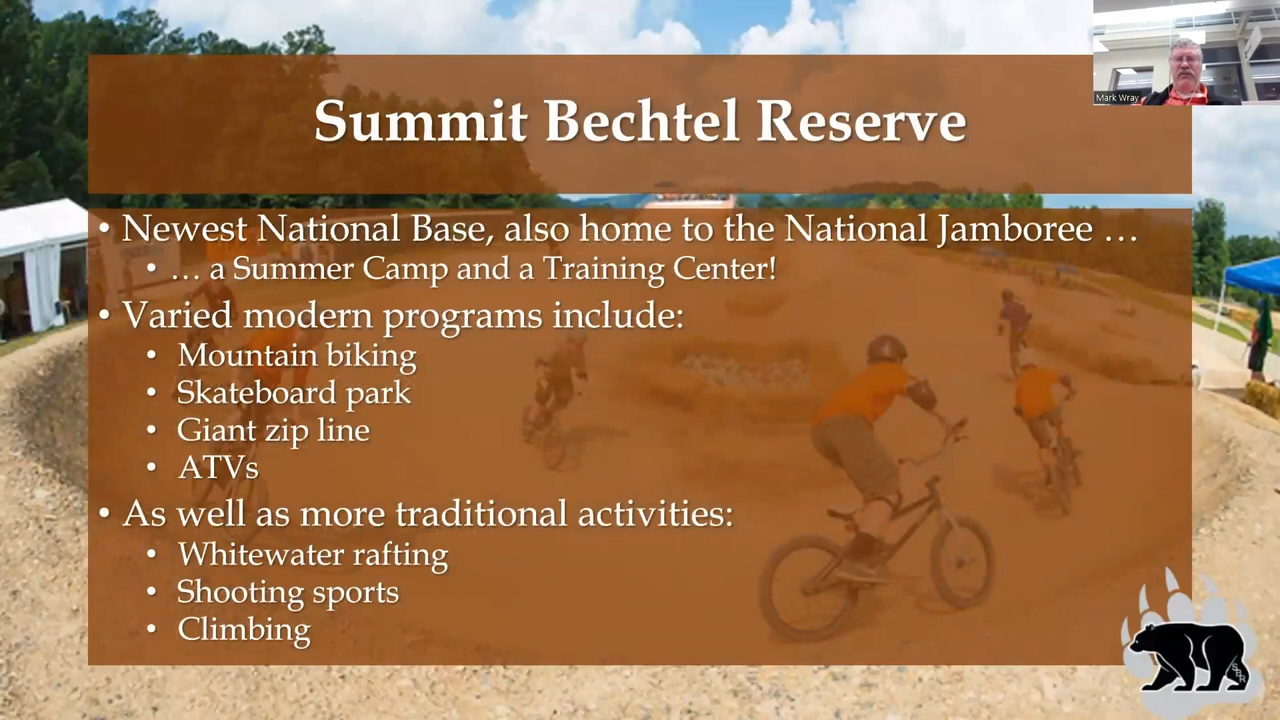 Mark Wray
Summit Bechtel Reserve
• Newest National Base, also home to the National Jamboree …
• … a Summer Camp and a Training Center!
• Varied modern programs include:
• Mountain biking
• Skateboard park
• Giant zip line
• ATVs
• As well as more traditional activities:
• Whitewater rafting
• Shooting sports
• Climbing